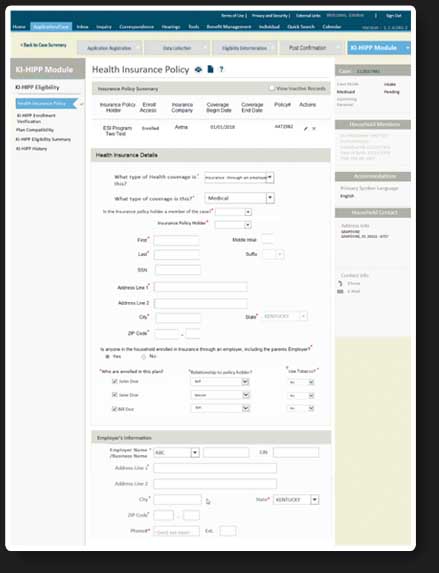 Terms of Use | Privacy and Security | External Links Welcome, Eleanor | Sign Out
Home Application/Case Inbox Inquiry Correspondence Hearings Tools Benefit Management Individual Quick Search Calendar
< Back to Case Summary Application Registration Data Collection Eligibility Determination Post Confirmation KI-HIPP Module
KI-HIPP Module
KI-HIPP Eligibility
Health Insurance Policy
KI-HIPP Enrollment
Verification
Plan Compatibility
KI-HIPP Eligibility Summary
KI-HIPP History
Health Insurance Policy ?
Insurance Policy Summary View Inactive Records
Insurance Policy Holder Enroll Access Insurance Company Coverage Begin Date Coverage End Date Policy# Actions
ESI Program Two Test Enrolled Aetna 01/01/2018
Health Insurance Details
What type of Health coverage is this?* Insurance through an employer
What type of coverage is this?* Medical
Is the Insurance policy holder a member of the case?*
Insurance Policy Holder*
First* Middle Initial
Last* Suffix
SSN
Address Line 1*
Address Line 2
City* State* KENTUCKY
ZIP Code* -
Is anyone in the household enrolled in insurance through an employer, including the parents Employer?*
Yes No
*Who are enrolled in this plan? *Relationship to policy holder? *Use Tobacco?*
John Doe Self No
Jane Doe No
Bill Doe Son No
Employer's Information
Employer Name /Business Name* ABC EIN
Address Line 1*
Address Line 2
City* State* KENTUCKY
ZIP Code* -
Phone#* Ext.
Case
Case Mode Intake
Medicaid Pending
Household Members
Accommodations
Primary Spoken Language
English
Household Contact
Address Info
Contact Info
Phone
E-Mail